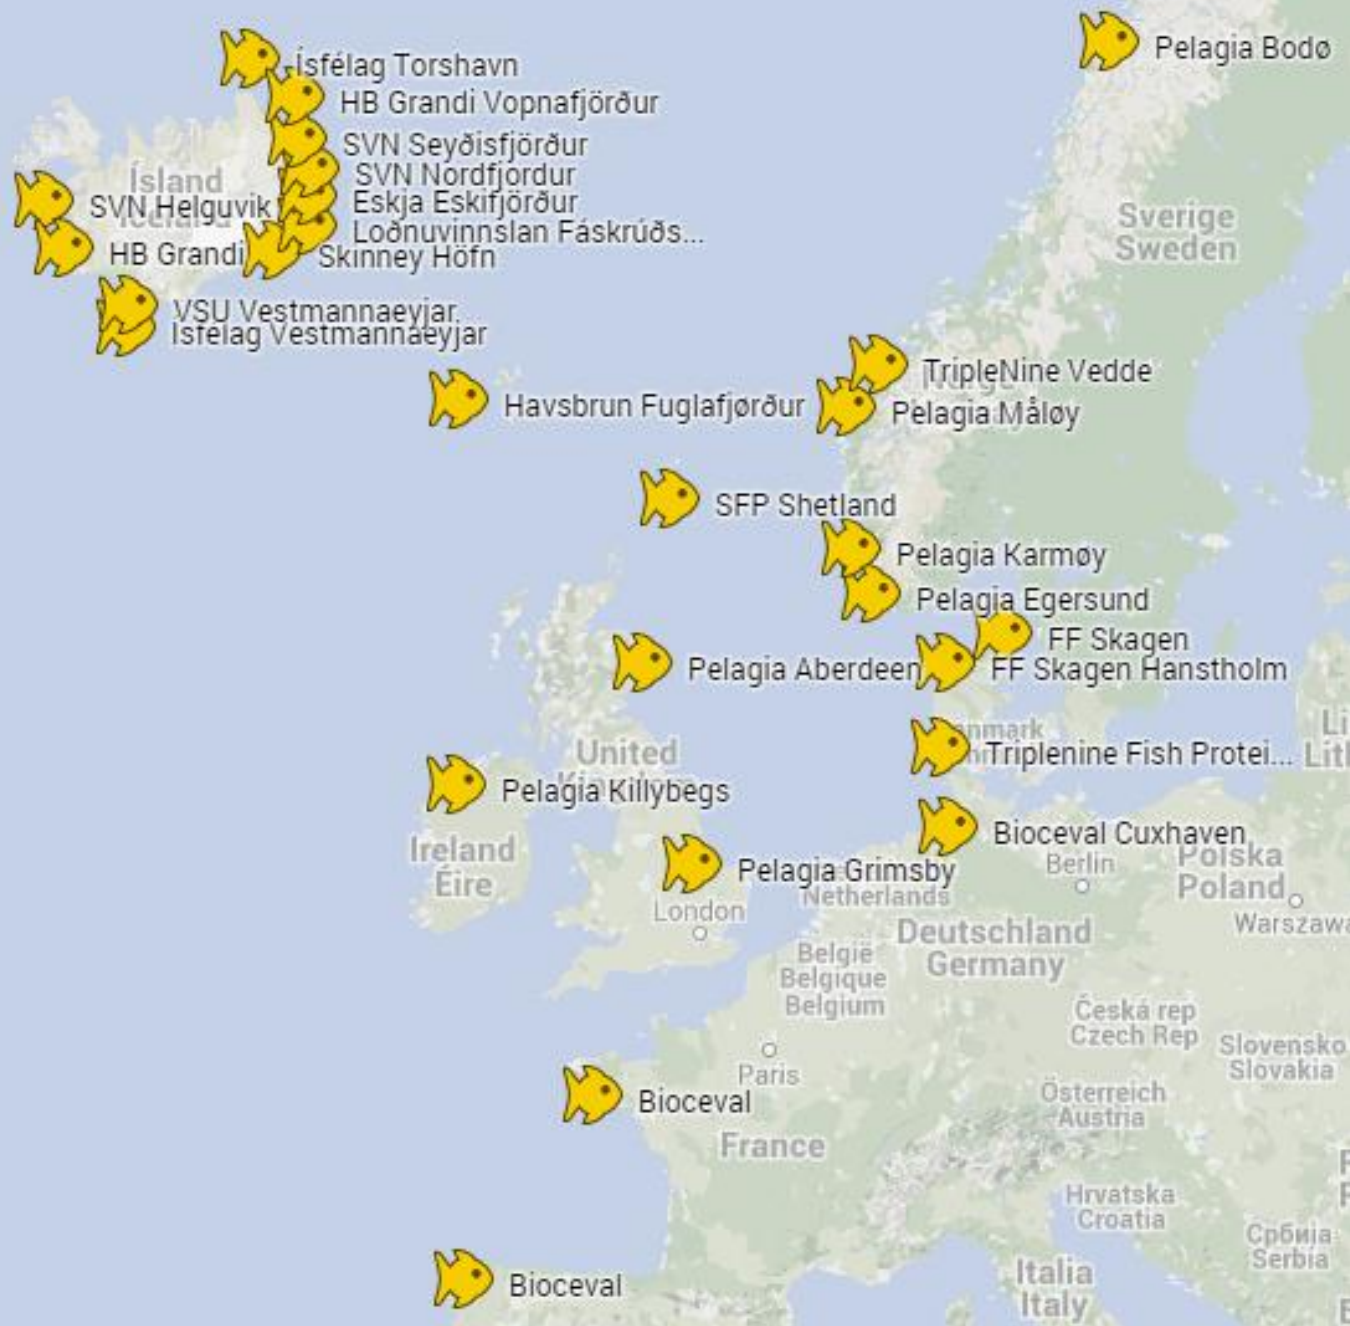 Pelagia Bodø
Ísfélag Torshavn
HB Grandi Vopnafjörður
SVN Seyðisfjörður
SVN Nordfjordur
Ísland
SVN Helguvik
Eskja Eskifjörður
Loðnuvinnslan Fáskrúðs...
HB Grandi
Skinney Höfn
Sverige
Sweden
VSU Vestmannaeyjar
Ísfélag Vestmannaeyjar
TripleNine Vedde
Havsbrun Fuglafjørður
Pelagia Måløy
SFP Shetland
Pelagia Karmøy
Pelagia Egersund
FF Skagen
Pelagia Aberdeen
FF Skagen Hanstholm
United
Triplenine Fish Protei...
Pelagia Killybegs
Bioceval Cuxhaven
Ireland
Éire
Berlin
Polska
Poland
Pelagia Grimsby
Netherlands
London
Warszawa
Deutschland
Germany
België
Belgique
Belgium
Česká rep
Czech Rep
Slovensko
Slovakia
Paris
Österreich
Austria
Bioceval
France
Hrvatska
Croatia
Србија
Serbia
Bioceval
Italia
Italy